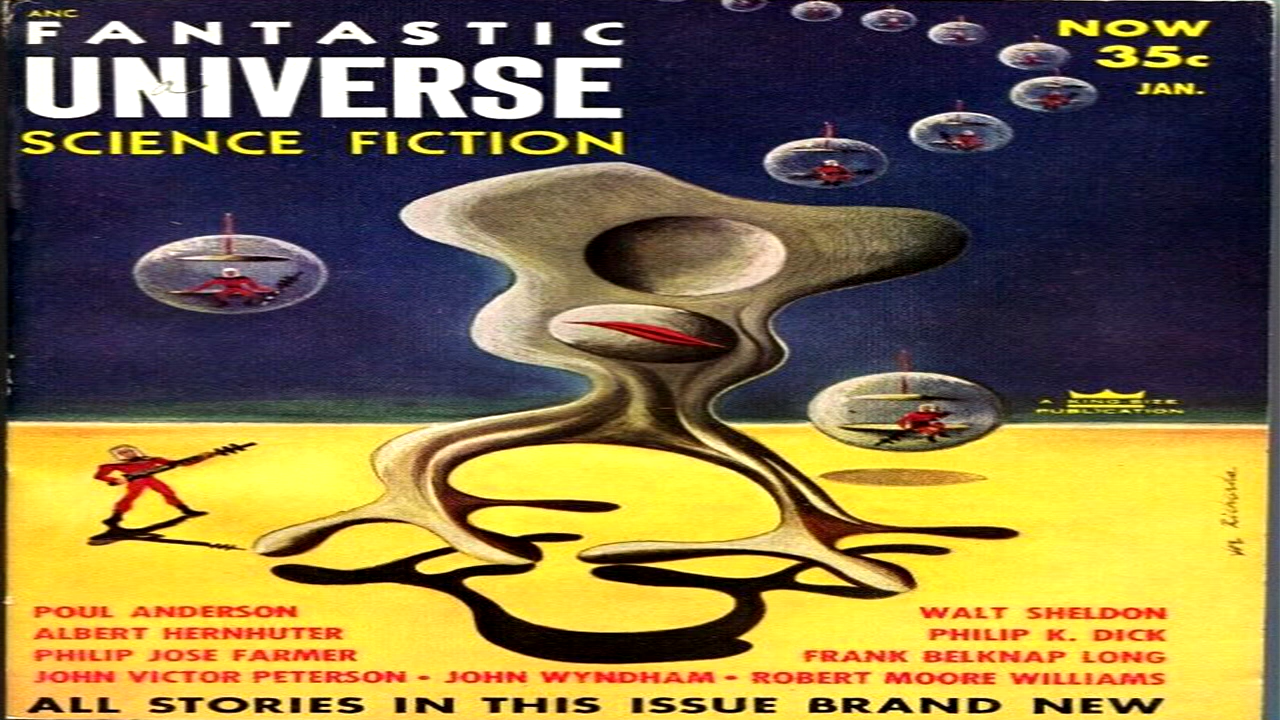 ANC
FANTASTIC
UNIVERSE
SCIENCE FICTION
NOW
35c
JAN.
A KING-SIZE
PUBLICATION
POUL ANDERSON
ALBERT HERNHUTER
PHILIP JOSE FARMER
WALT SHELDON
PHILIP K. DICK
FRANK BELKNAP LONG
JOHN VICTOR PETERSON • JOHN WYNDHAM • ROBERT MOORE WILLIAMS
ALL STORIES IN THIS ISSUE BRAND NEW